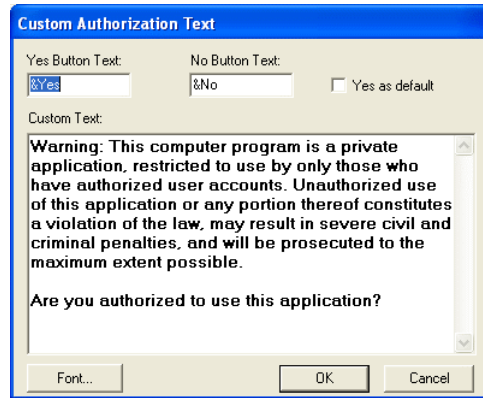 Custom Authorization Text
Yes Button Text:
No Button Text:
&Yes
&No
Yes as default
Custom Text:
Warning: This computer program is a private
application, restricted to use by only those who
have authorized user accounts. Unauthorized use
of this application or any portion thereof constitutes
a violation of the law, may result in severe civil and
criminal penalties, and will be prosecuted to the
maximum extent possible.
Are you authorized to use this application?
Font...
OK
Cancel